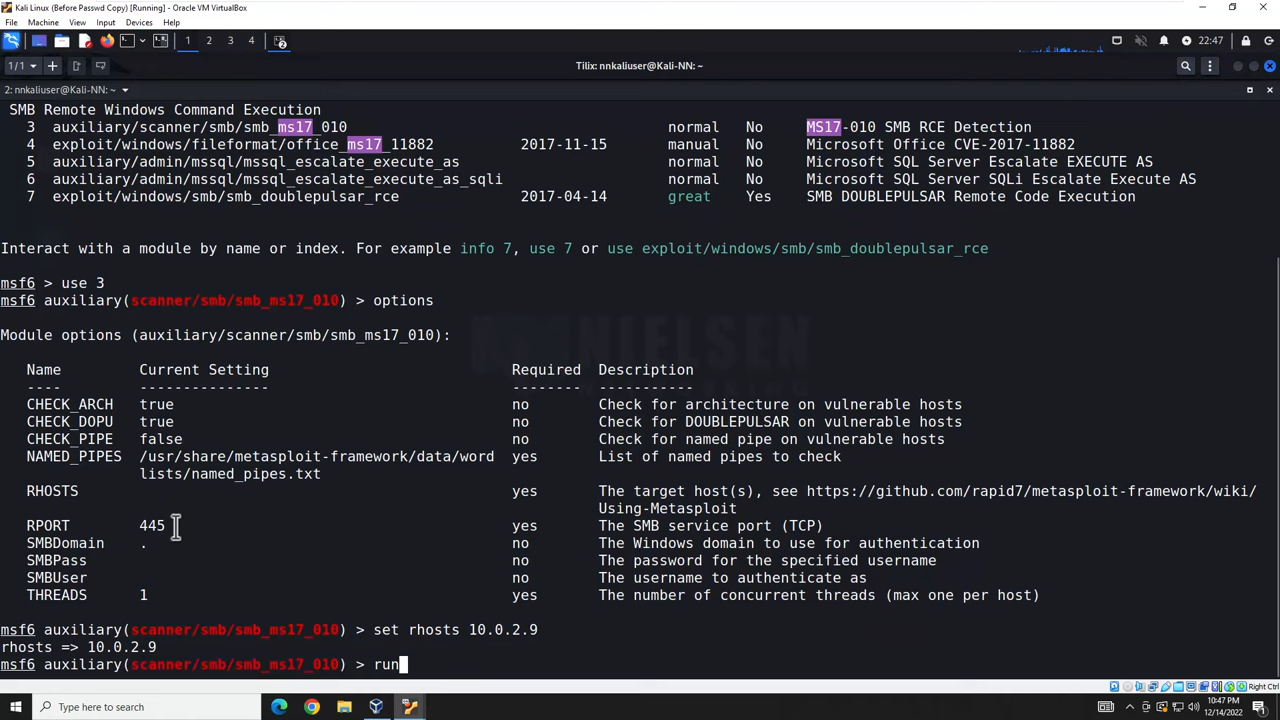 Kali Linux (Before Passwd Copy) [Running] - Oracle VM VirtualBox
File Machine View Input Devices Help
1 2 3 4 2 22:47
1/1 Tilix: nnkaliuser@Kali-NN: ~
2: nnkaliuser@Kali-NN: ~
SMB Remote Windows Command Execution
3 auxiliary/scanner/smb/smb_ms17_010 normal No MS17-010 SMB RCE Detection
4 exploit/windows/fileformat/office_ms17_11882 2017-11-15 manual No Microsoft Office CVE-2017-11882
5 auxiliary/admin/mssql/mssql_escalate_execute_as normal No Microsoft SQL Server Escalate EXECUTE AS
6 auxiliary/admin/mssql/mssql_escalate_execute_as_sqli normal No Microsoft SQL Server SQLi Escalate Execute AS
7 exploit/windows/smb/smb_doublepulsar_rce 2017-04-14 great Yes SMB DOUBLEPULSAR Remote Code Execution
Interact with a module by name or index. For example info 7, use 7 or use exploit/windows/smb/smb_doublepulsar_rce
msf6 > use 3
msf6 auxiliary(scanner/smb/smb_ms17_010) > options
NIELSEN
Module options (auxiliary/scanner/smb/smb_ms17_010):
Name Current Setting Required Description
---- --------------- -------- -----------
CHECK_ARCH true no Check for architecture on vulnerable hosts
CHECK_DOPU true no Check for DOUBLEPULSAR on vulnerable hosts
CHECK_PIPE false no Check for named pipe on vulnerable hosts
NAMED_PIPES /usr/share/metasploit-framework/data/word yes List of named pipes to check
lists/named_pipes.txt
RHOSTS yes The target host(s), see https://github.com/rapid7/metasploit-framework/wiki/
Using-Metasploit
RPORT 445 yes The SMB service port (TCP)
SMBDomain . no The Windows domain to use for authentication
SMBPass no The password for the specified username
SMBUser no The username to authenticate as
THREADS 1 yes The number of concurrent threads (max one per host)
msf6 auxiliary(scanner/smb/smb_ms17_010) > set rhosts 10.0.2.9
rhosts => 10.0.2.9
msf6 auxiliary(scanner/smb/smb_ms17_010) > run
Right Ctrl
Type here to search
10:47 PM
12/14/2022